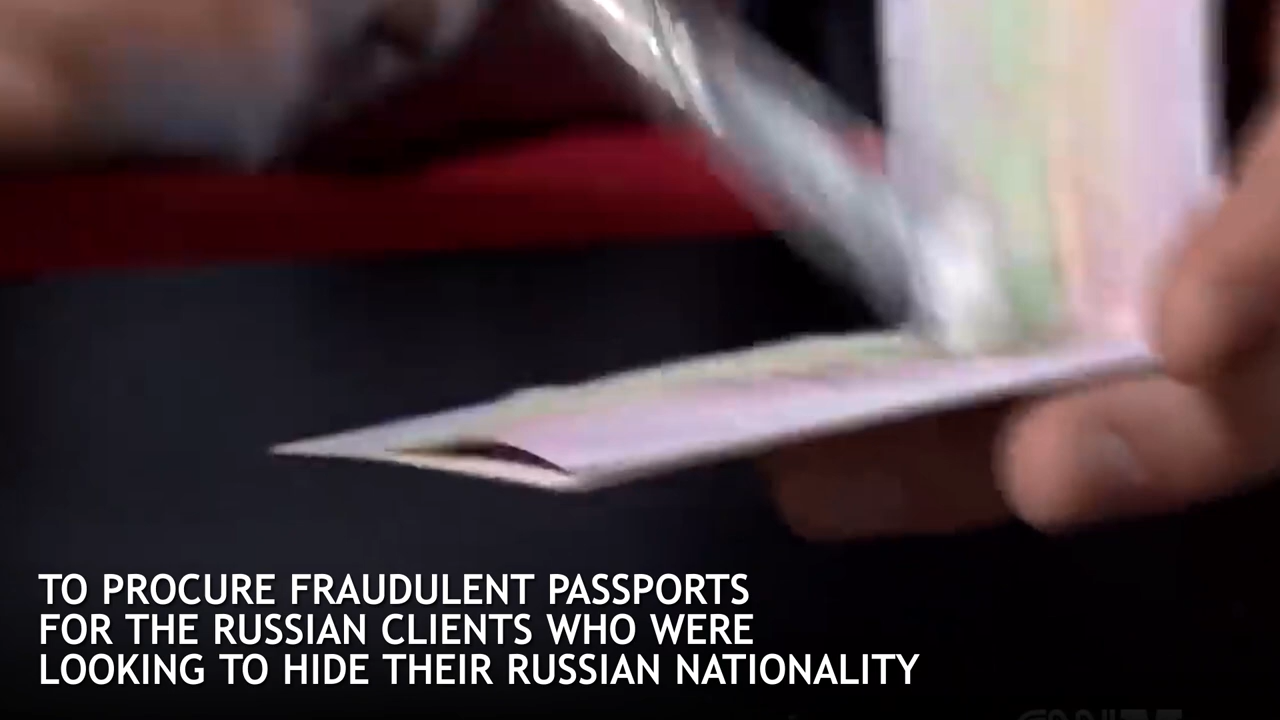 TO PROCURE FRAUDULENT PASSPORTS
FOR THE RUSSIAN CLIENTS WHO WERE
LOOKING TO HIDE THEIR RUSSIAN NATIONALITY